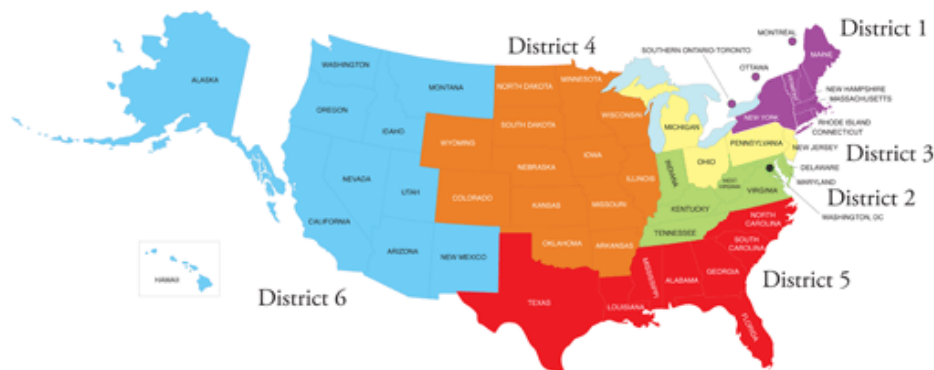 District 4
District 1
MONTRÉAL
SOUTHERN ONTARIO-TORONTO
OTTAWA
MAINE
ALASKA
WASHINGTON
MONTANA
NORTH DAKOTA
MINNESOTA
VERMONT
NEW HAMPSHIRE
MASSACHUSETTS
OREGON
IDAHO
SOUTH DAKOTA
WISCONSIN
MICHIGAN
NEW YORK
RHODE ISLAND
CONNECTICUT
WYOMING
NEBRASKA
IOWA
PENNSYLVANIA
NEW JERSEY
District 3
NEVADA
UTAH
COLORADO
KANSAS
MISSOURI
ILLINOIS
INDIANA
OHIO
WEST
VIRGINIA
VIRGINIA
DELAWARE
MARYLAND
District 2
WASHINGTON, DC
CALIFORNIA
KENTUCKY
NORTH
CAROLINA
ARIZONA
NEW MEXICO
OKLAHOMA
ARKANSAS
TENNESSEE
SOUTH
CAROLINA
HAWAII
District 6
TEXAS
LOUISIANA
MISSISSIPPI
ALABAMA
GEORGIA
District 5
FLORIDA